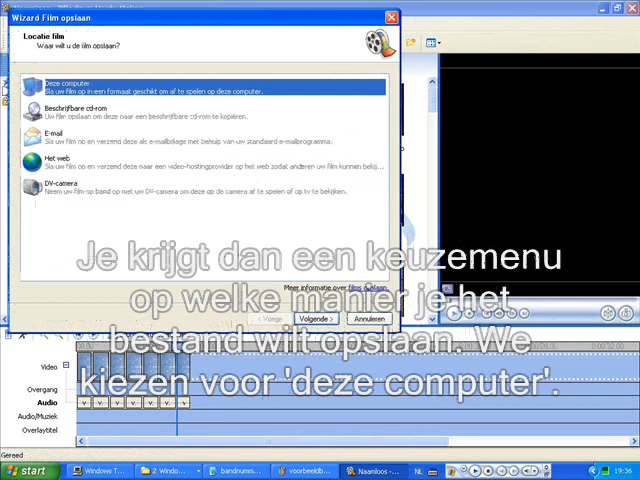 Wizard Film opslaan
Locatie film
Waar wilt u de film opslaan?
Deze computer
Sla uw film op in een formaat geschikt om af te spelen op deze computer.
Beschrijfbare cd-rom
Uw film opslaan om deze naar een beschrijfbare cd-rom te kopiëren.
E-mail
Sla uw film op en verzend deze als e-mailbijlage met behulp van uw standaard e-mailprogramma.
Het web
Sla uw film op en verzend deze naar een video-hostingprovider op het web zodat anderen uw film kunnen bekij...
DV-camera
Neem uw film op band op met uw DV-camera om deze op de camera af te spelen of op tv te bekijken.
Je krijgt dan een keuzemenu
op welke manier je het
bestand wilt opslaan. We
kiezen voor 'deze computer'.
Meer informatie over films opslaan.
< Vorige
Volgende >
Annuleren
Video
Overgang
Audio
Audio/Muziek
Overlaytitel
Gereed
start
Windows T...
2 Window...
bandnumm...
voorbeeldb...
Naamloos -...
NL
19:36